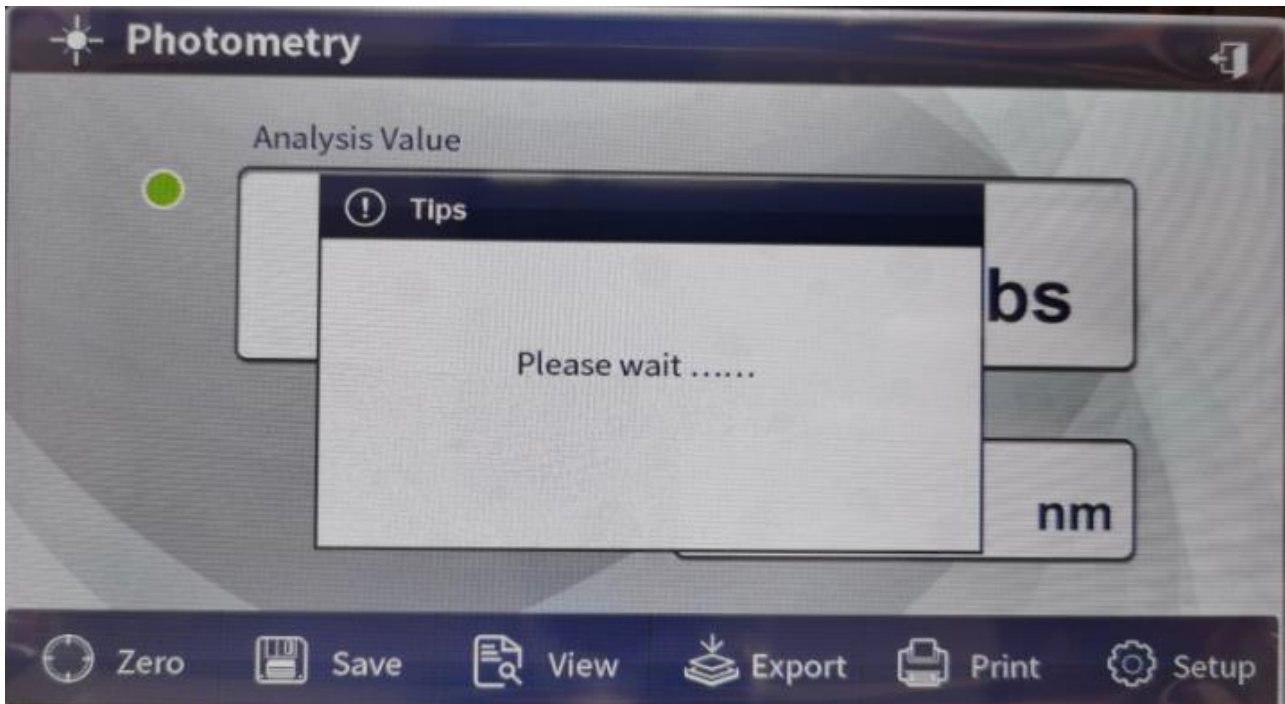 Photometry
Analysis Value
Tips
bs
Please wait ......
nm
Zero Save View Export Print Setup